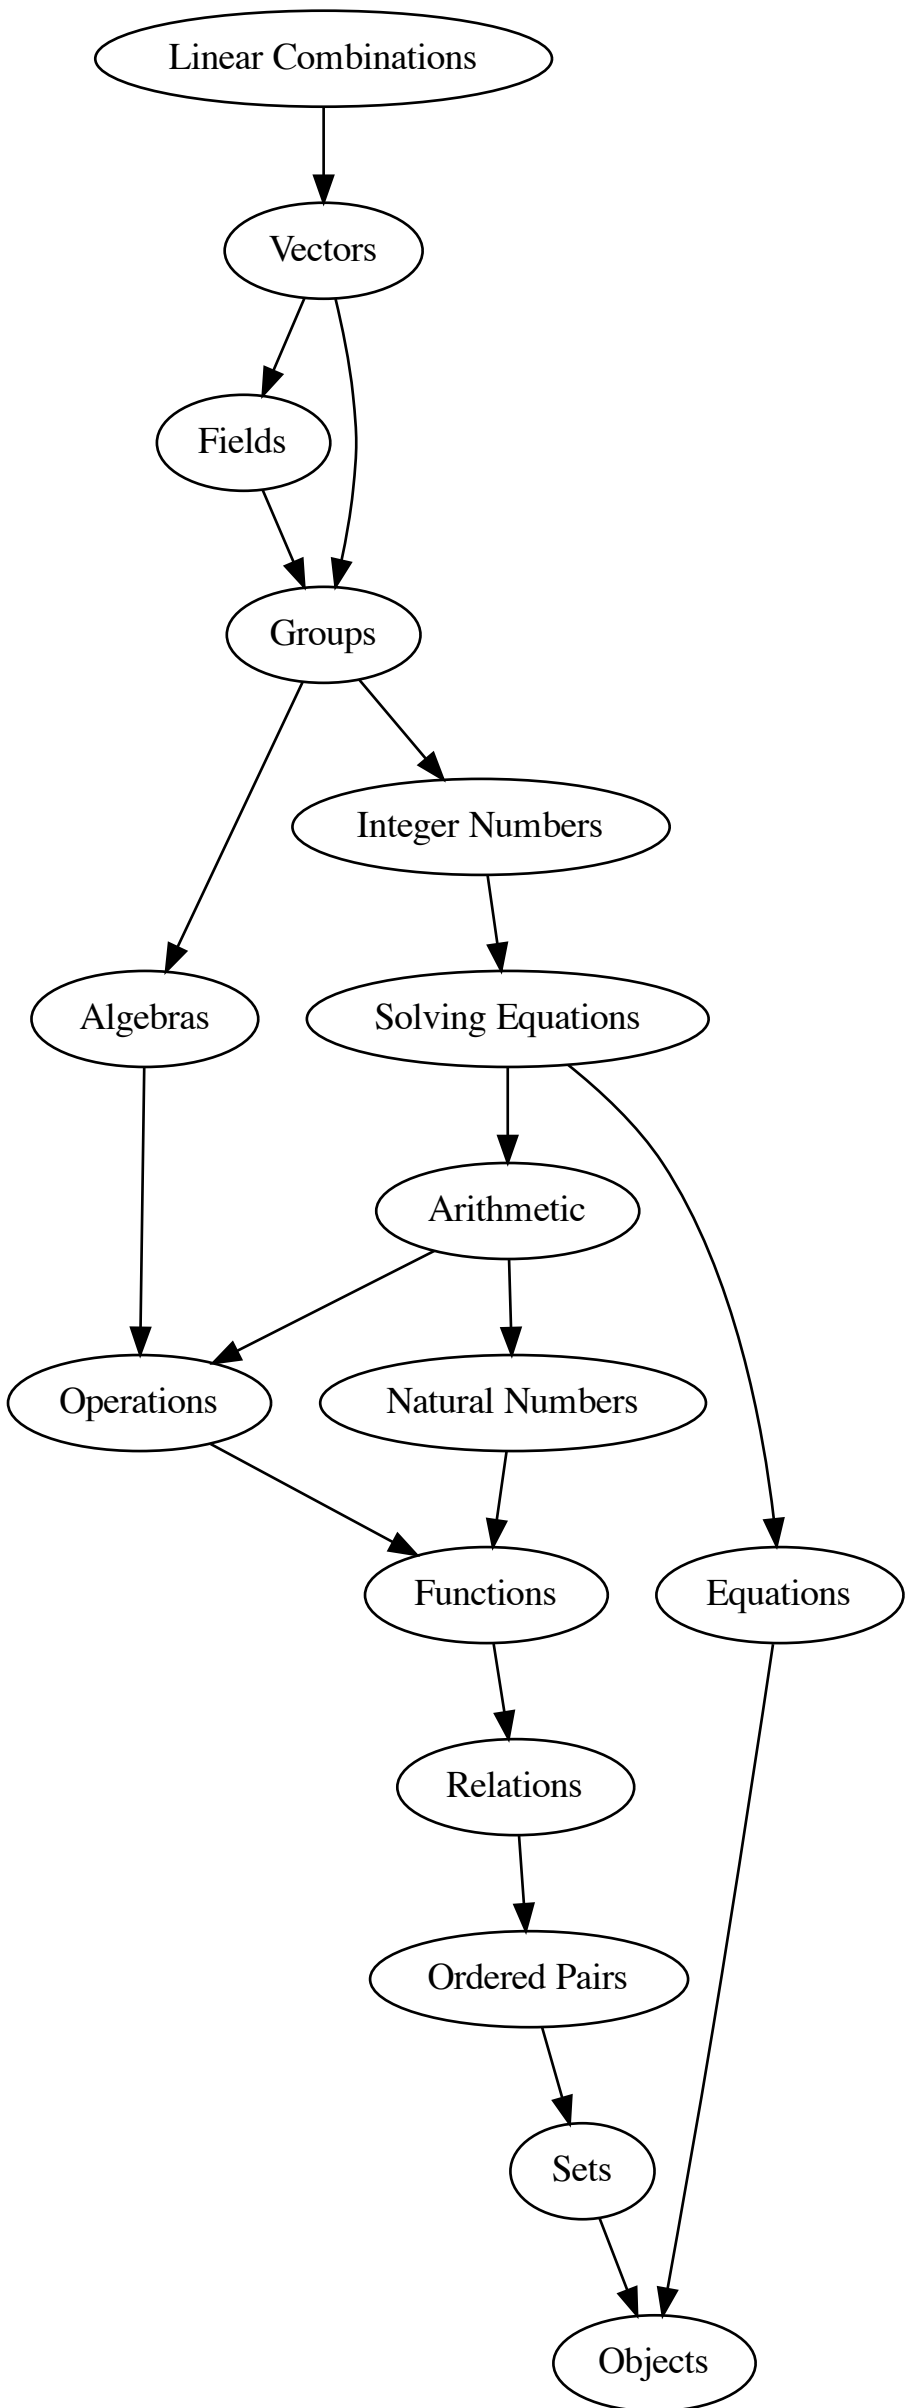 Linear Combinations
Vectors
Fields
Groups
Integer Numbers
Algebras
Solving Equations
Arithmetic
Operations
Natural Numbers
Functions
Equations
Relations
Ordered Pairs
Sets
Objects